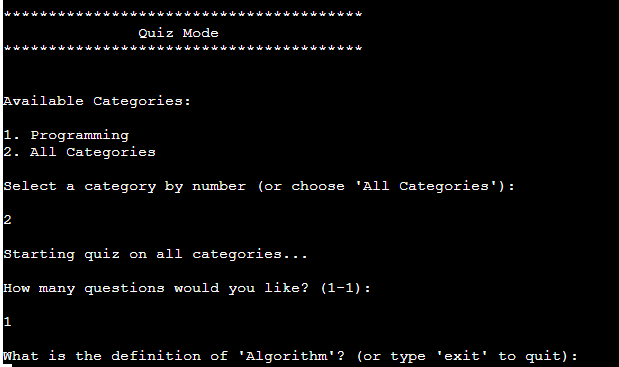 ****************************************
Quiz Mode
****************************************
Available Categories:
1. Programming
2. All Categories
Select a category by number (or choose 'All Categories'):
2
Starting quiz on all categories...
How many questions would you like? (1-1):
1
What is the definition of 'Algorithm'? (or type 'exit' to quit):